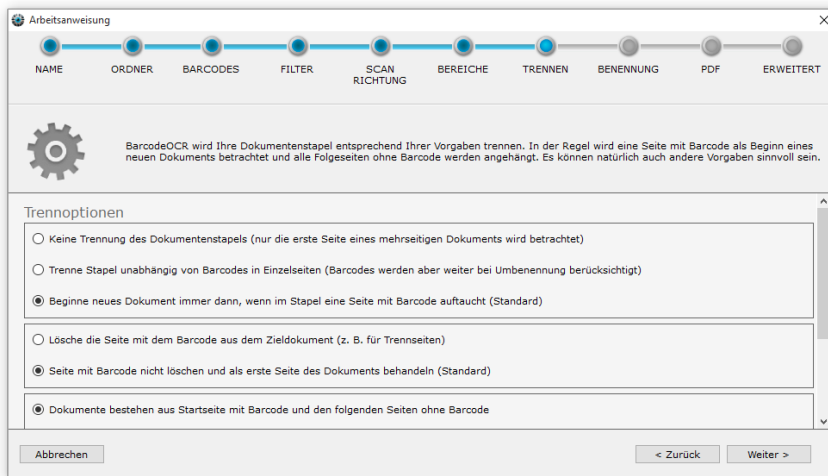 Arbeitsanweisung
NAME ORDNER BARCODES FILTER SCAN RICHTUNG BEREICHE TRENNEN BENENNUNG PDF ERWEITERT
BarcodeOCR wird Ihre Dokumentenstapel entsprechend Ihrer Vorgaben trennen. In der Regel wird eine Seite mit Barcode als Beginn eines
neuen Dokuments betrachtet und alle Folgeseiten ohne Barcode werden angehängt. Es können natürlich auch andere Vorgaben sinnvoll sein.
Trennoptionen
Keine Trennung des Dokumentenstapels (nur die erste Seite eines mehrseitigen Dokuments wird betrachtet)
Trenne Stapel unabhängig von Barcodes in Einzelseiten (Barcodes werden aber weiter bei Umbenennung berücksichtigt)
Beginne neues Dokument immer dann, wenn im Stapel eine Seite mit Barcode auftaucht (Standard)
Lösche die Seite mit dem Barcode aus dem Zieldokument (z. B. für Trennseiten)
Seite mit Barcode nicht löschen und als erste Seite des Dokuments behandeln (Standard)
Dokumente bestehen aus Startseite mit Barcode und den folgenden Seiten ohne Barcode
Abbrechen < Zurück Weiter >